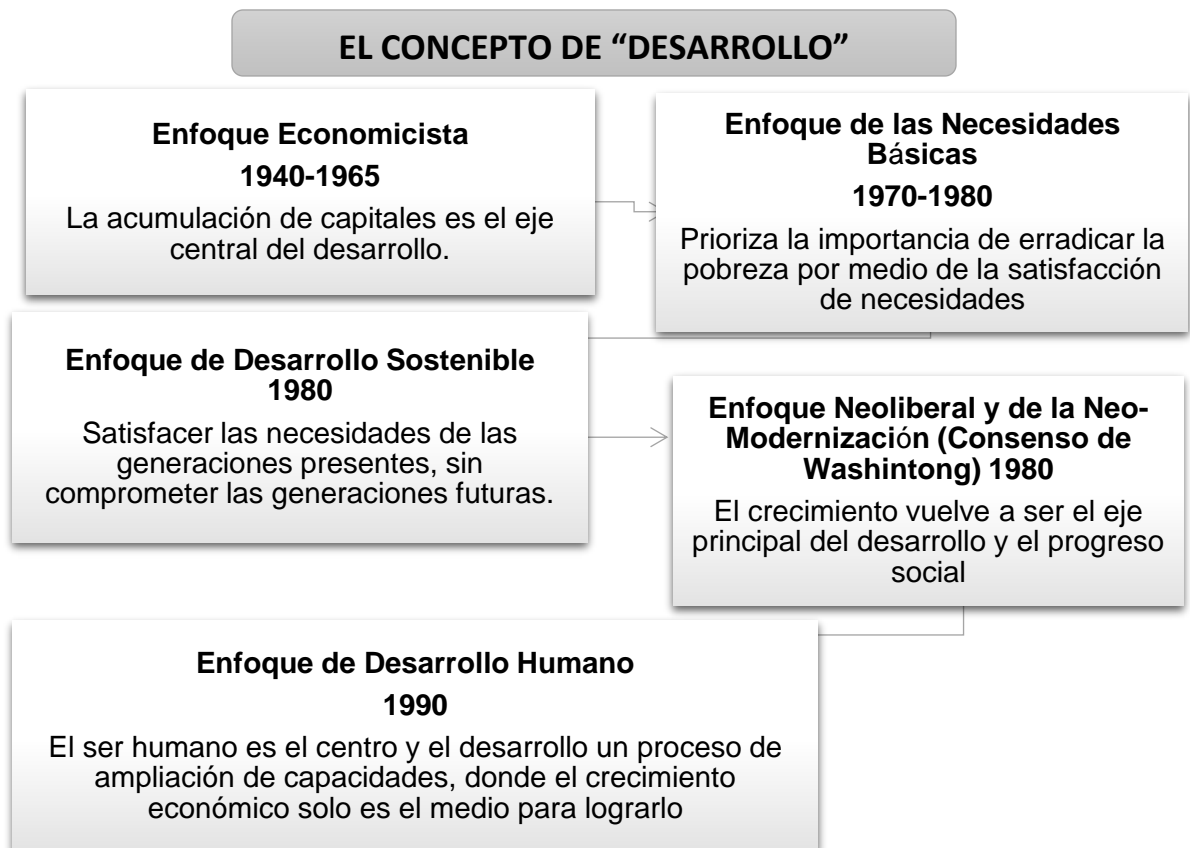 EL CONCEPTO DE “DESARROLLO”
Enfoque Economicista
1940-1965
La acumulación de capitales es el eje
central del desarrollo.
Enfoque de las Necesidades
Básicas
1970-1980
Prioriza la importancia de erradicar la
pobreza por medio de la satisfacción
de necesidades
Enfoque de Desarrollo Sostenible
1980
Satisfacer las necesidades de las
generaciones presentes, sin
comprometer las generaciones futuras.
Enfoque Neoliberal y de la Neo-
Modernización (Consenso de
Washintong) 1980
El crecimiento vuelve a ser el eje
principal del desarrollo y el progreso
social
Enfoque de Desarrollo Humano
1990
El ser humano es el centro y el desarrollo un proceso de
ampliación de capacidades, donde el crecimiento
económico solo es el medio para lograrlo